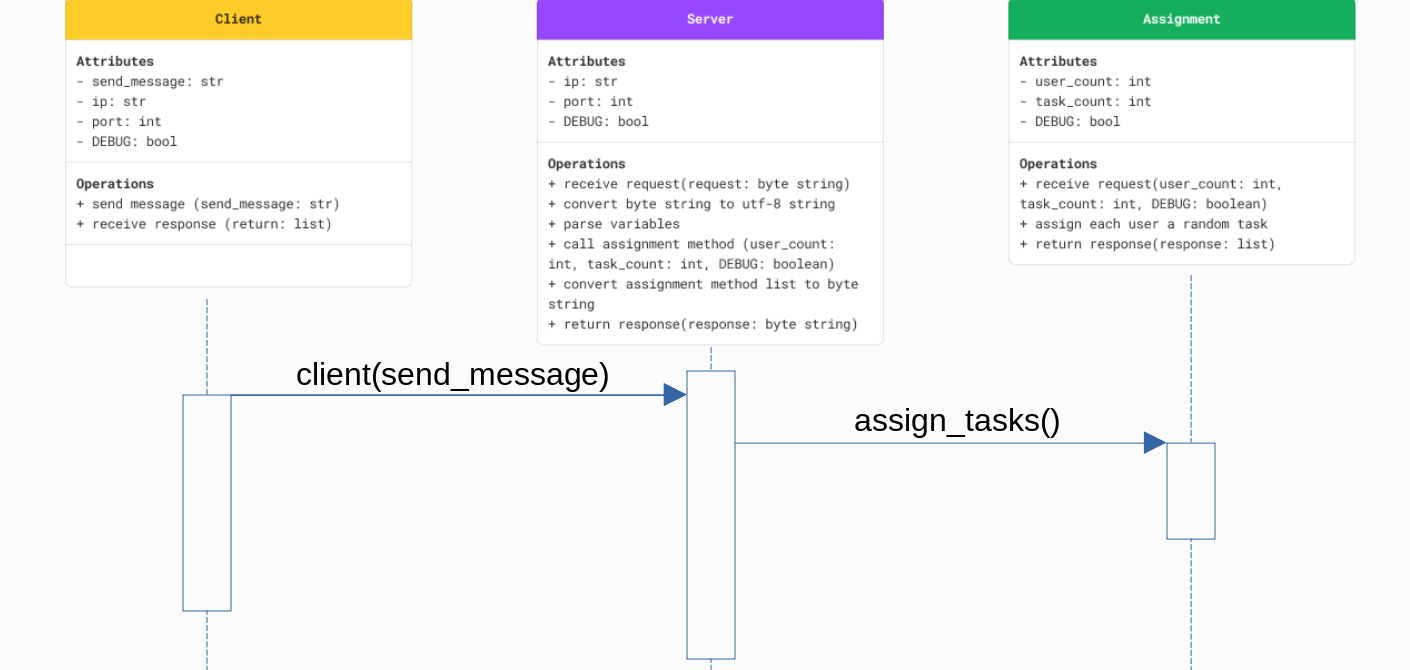 Client
Attributes
- send_message: str
- ip: str
- port: int
- DEBUG: bool
Operations
+ send message (send_message: str)
+ receive response (return: list)
Server
Attributes
- ip: str
- port: int
- DEBUG: bool
Operations
+ receive request(request: byte string)
+ convert byte string to utf-8 string
+ parse variables
+ call assignment method (user_count:
int, task_count: int, DEBUG: boolean)
+ convert assignment method list to byte
string
+ return response(response: byte string)
Assignment
Attributes
- user_count: int
- task_count: int
- DEBUG: bool
Operations
+ receive request(user_count: int,
task_count: int, DEBUG: boolean)
+ assign each user a random task
+ return response(response: list)
client(send_message)
assign_tasks()